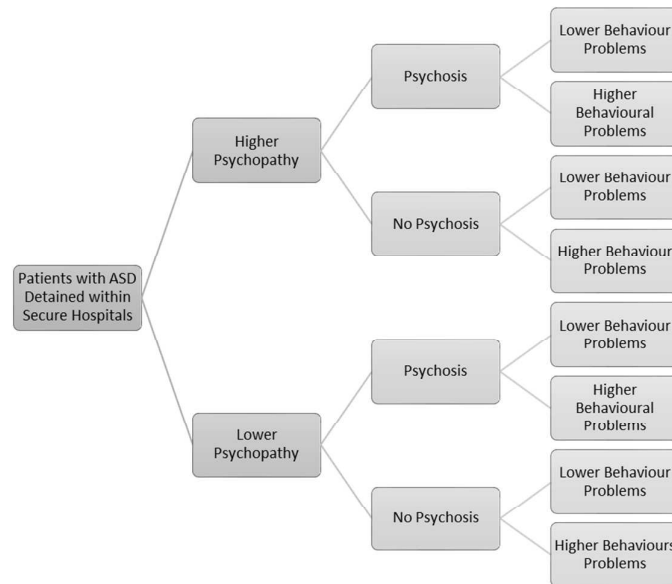 Patients with ASD
Detained within
Secure Hospitals
Higher
Psychopathy
Psychosis
Lower Behaviour
Problems
Higher
Behavioural
Problems
No Psychosis
Lower Behaviour
Problems
Higher Behaviour
Problems
Lower
Psychopathy
Psychosis
Lower Behaviour
Problems
Higher
Behavioural
Problems
No Psychosis
Lower Behaviour
Problems
Higher Behaviours
Problems